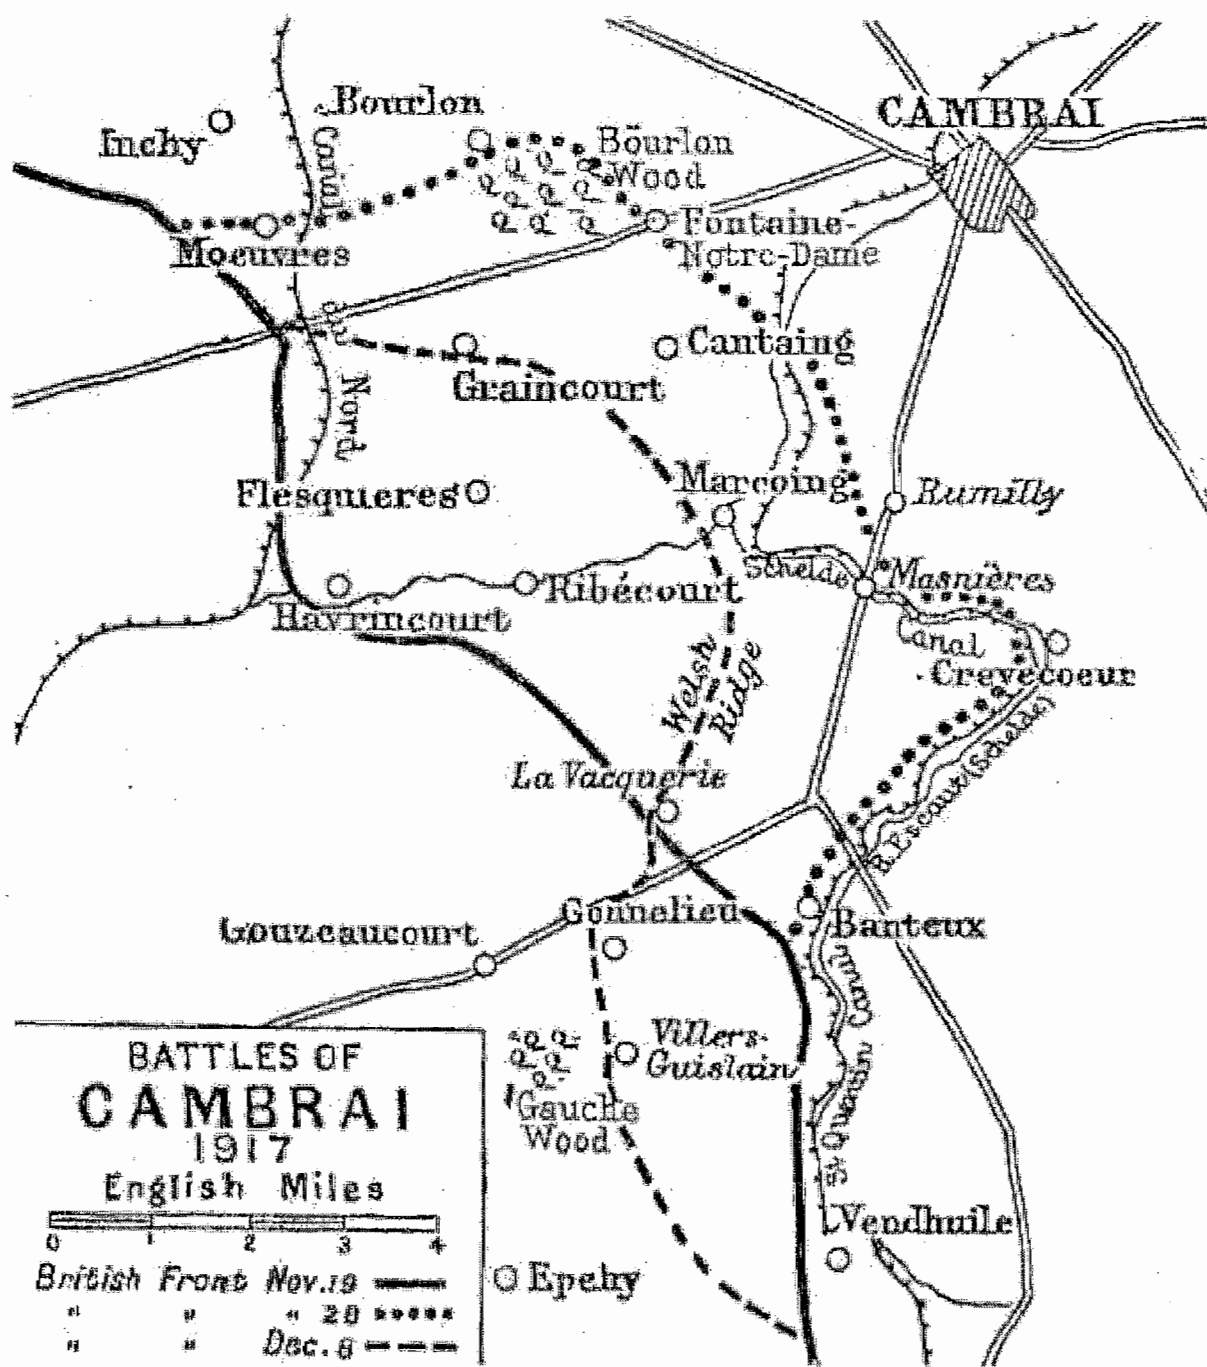 CAMBRAI
Bourlon
Inchy
Canal
Bourlon
Wood
Moeuvres
Fontaine-
Notre-Dame
du
Cantaing
Graincourt
Nord
Marcoing
Flesquieres
Rumilly
Schelde
Masnières
Ribécourt
Havrincourt
Canal
Crevecoeur
Welsh
Ridge
La Vacquerie
R. Escaut (Schelde)
Gonnelieu
Gouzeaucourt
Banteux
St Quentin Canal
Villers-
Guislain
Gauche
Wood
Vendhuile
Epehy
BATTLES OF
CAMBRAI
1917
English Miles
0 1 2 3 4
British Front Nov. 19
" " " 20
" " Dec. 8